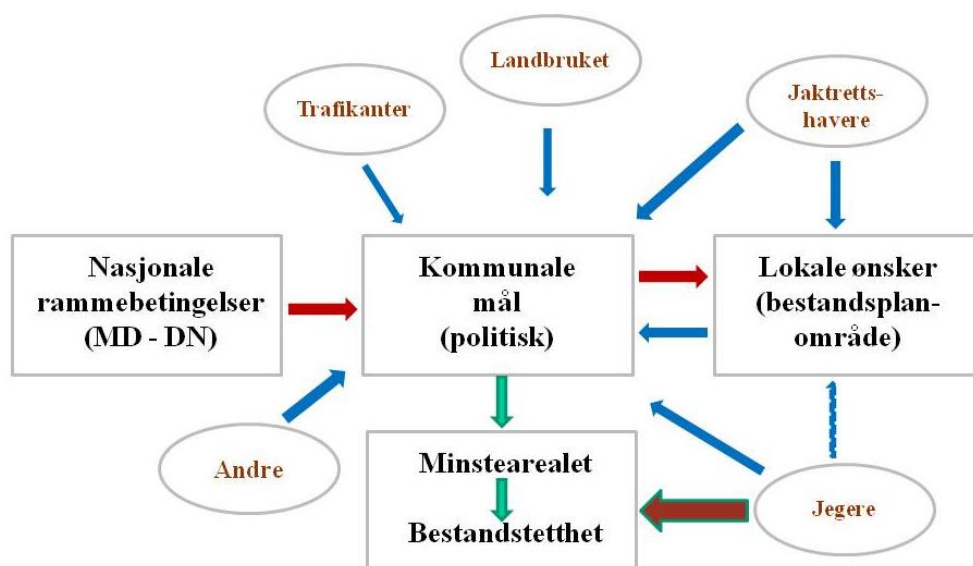 Landbruket
Trafikanter
Jaktretts-
havere
Nasjonale
rammebetingelser
(MD - DN)
Kommunale
mål
(politisk)
Lokale ønsker
(bestandsplan-
område)
Andre
Minstearealet
Bestandstetthet
Jegere